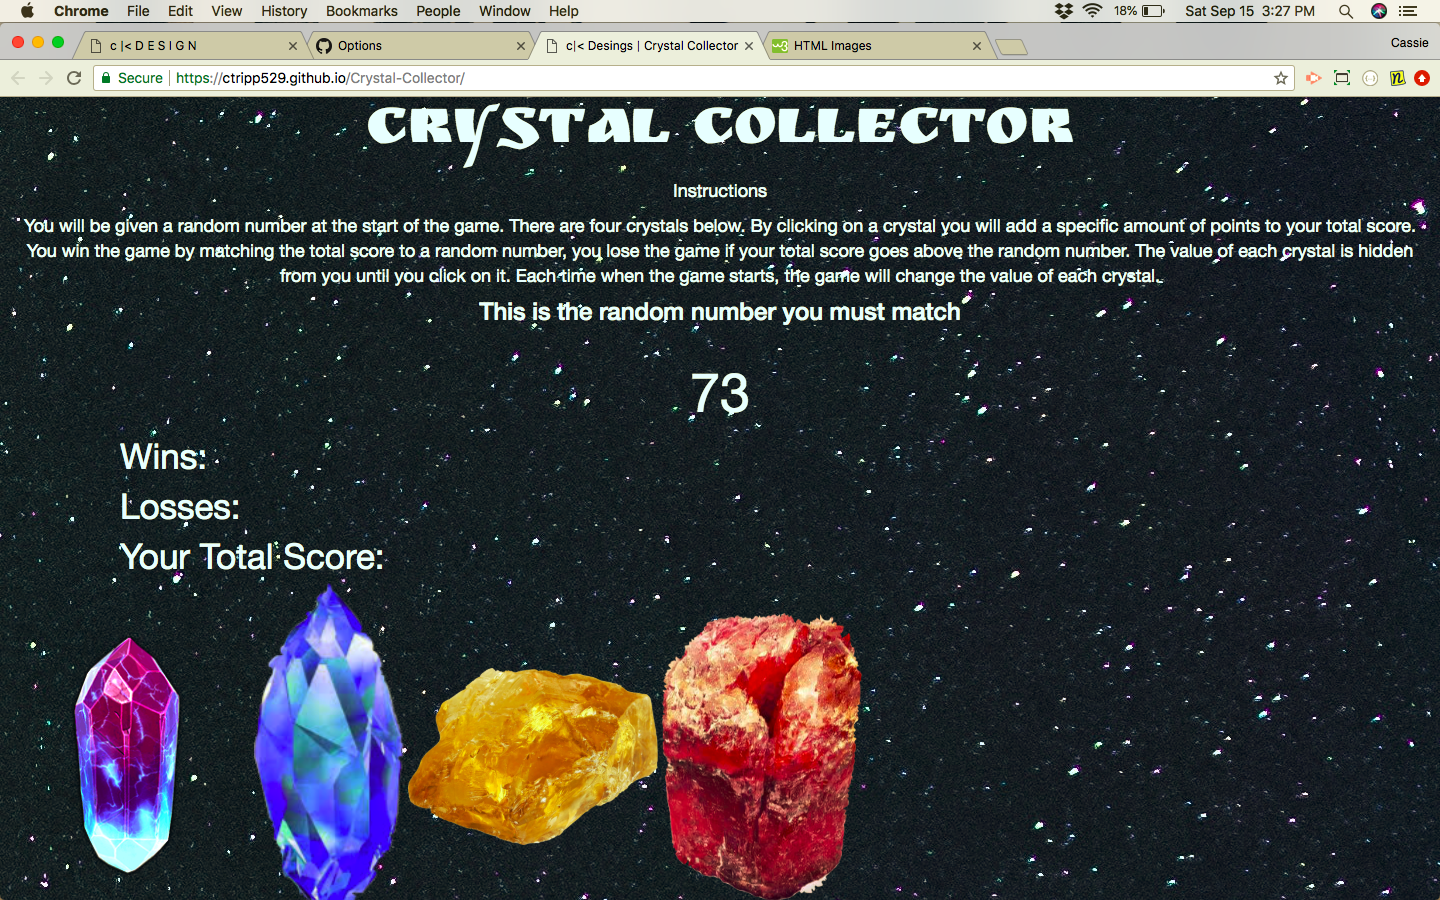 Chrome File Edit View History Bookmarks People Window Help 18% Sat Sep 15 3:27 PM
c |< D E S I G N Options c|< Desings | Crystal Collector w3 HTML Images Cassie
Secure https://ctripp529.github.io/Crystal-Collector/ n
CRYSTAL COLLECTOR
Instructions
You will be given a random number at the start of the game. There are four crystals below. By clicking on a crystal you will add a specific amount of points to your total score.
You win the game by matching the total score to a random number, you lose the game if your total score goes above the random number. The value of each crystal is hidden
from you until you click on it. Each time when the game starts, the game will change the value of each crystal.
This is the random number you must match
73
Wins:
Losses:
Your Total Score: